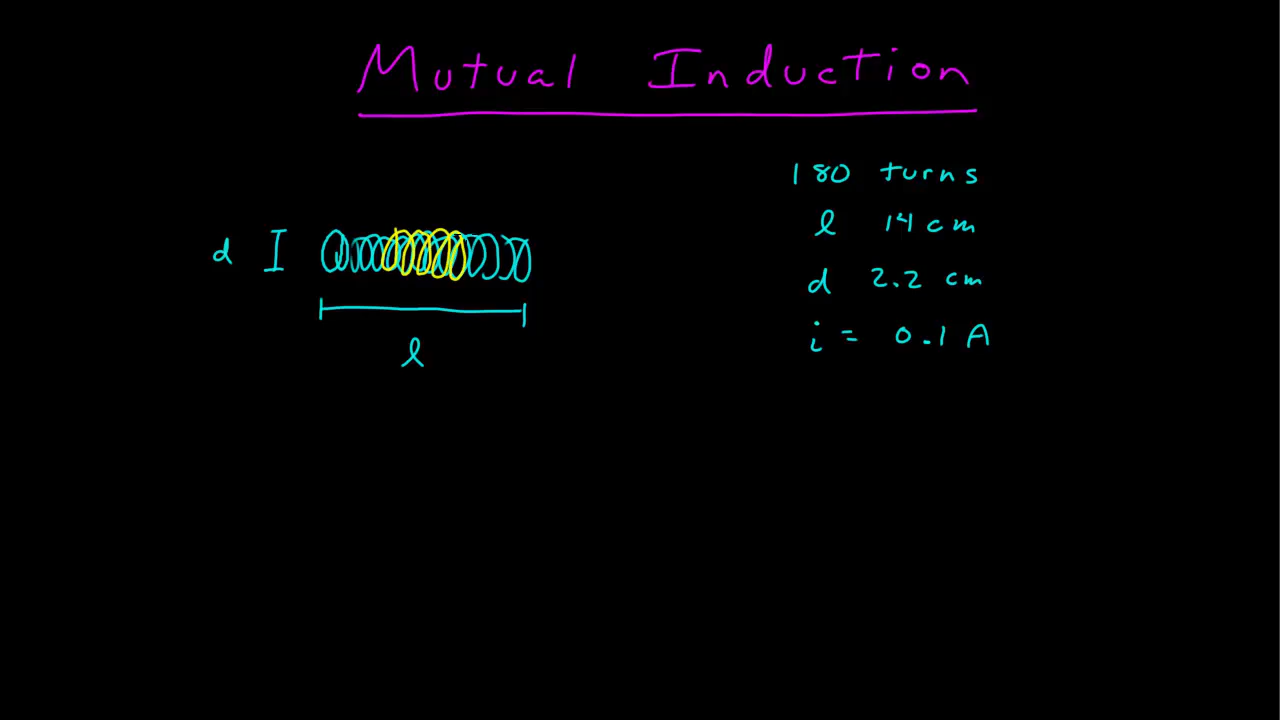 Mutual Induction
180 turns
l 14 cm
d 2.2 cm
i = 0.1 A
d
l